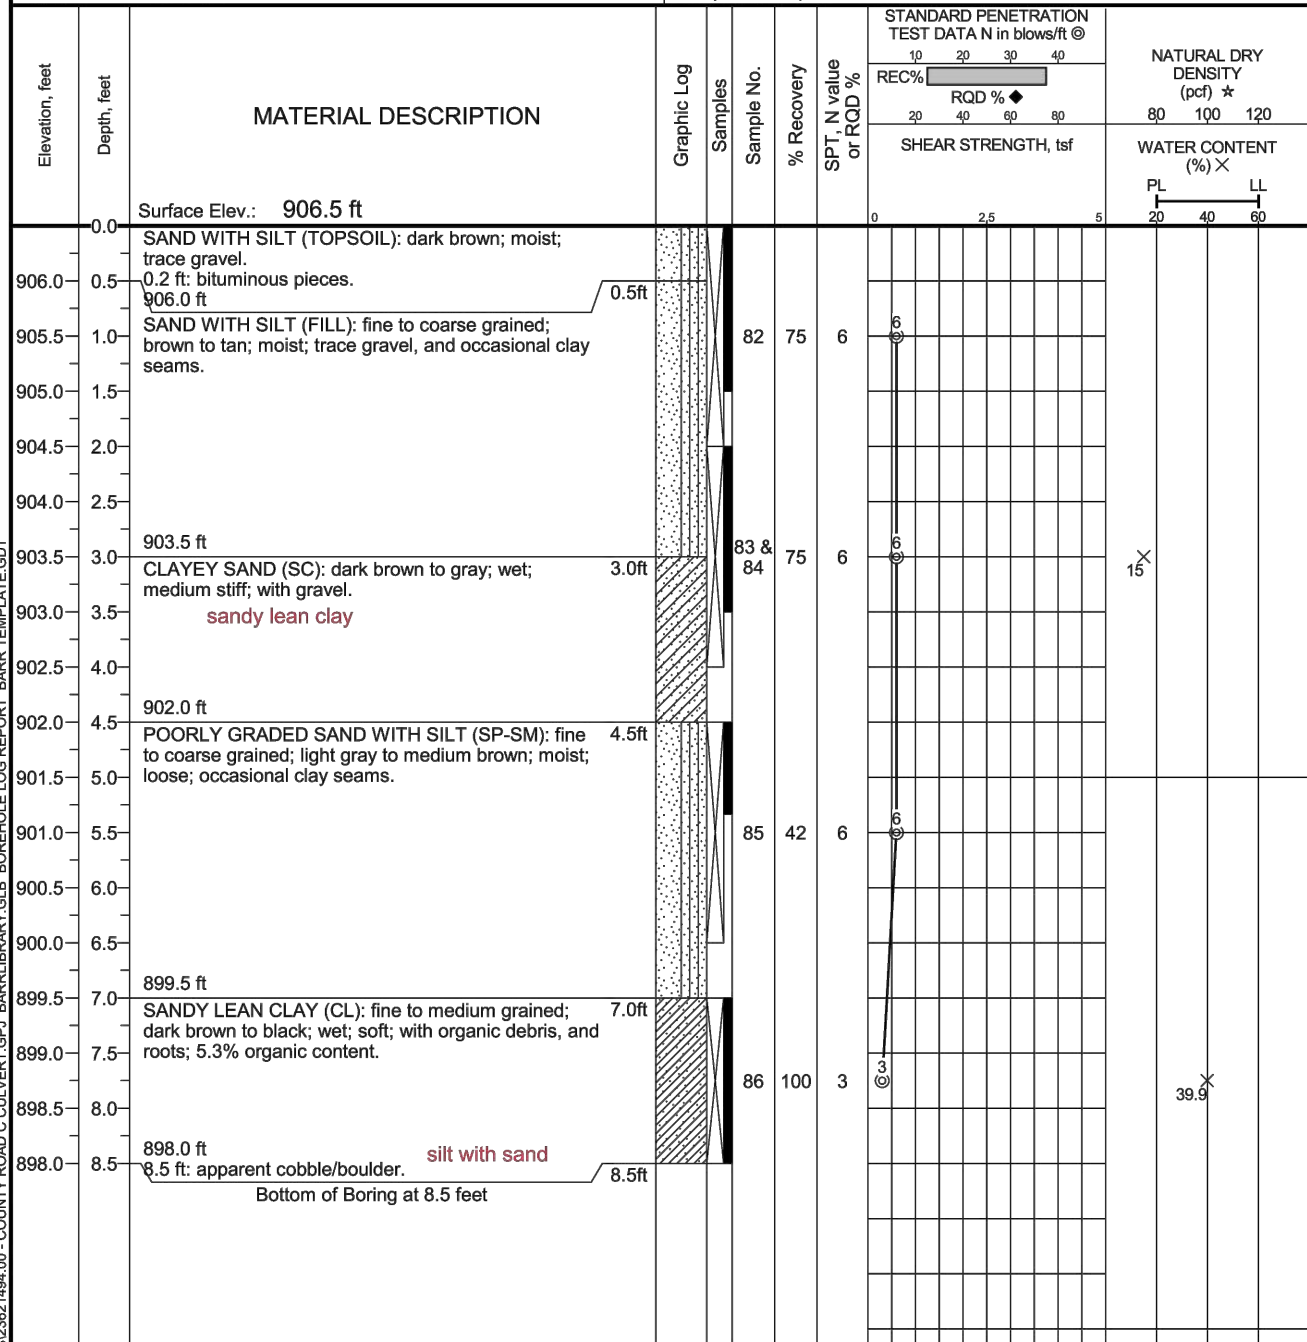 STANDARD PENETRATION
TEST DATA N in blows/ft ◎
10 20 30 40
REC%
RQD % ◆
20 40 60 80
SHEAR STRENGTH, tsf
0 2,5 5
NATURAL DRY
DENSITY
(pcf) ☆
80 100 120
WATER CONTENT
(%) ×
PL LL
20 40 60
Elevation, feet
Depth, feet
MATERIAL DESCRIPTION
Graphic Log
Samples
Sample No.
% Recovery
SPT, N value
or RQD %
Surface Elev.: 906.5 ft
0.0
SAND WITH SILT (TOPSOIL): dark brown; moist;
trace gravel.
906.0 0.5 0.2 ft: bituminous pieces.
906.0 ft 0.5ft
SAND WITH SILT (FILL): fine to coarse grained;
6
905.5 1.0 brown to tan; moist; trace gravel, and occasional clay 82 75 6
seams.
905.0 1.5
904.5 2.0
904.0 2.5
903.5 ft
6
903.5 3.0 83 & 84 75 6
CLAYEY SAND (SC): dark brown to gray; wet; 3.0ft 15
medium stiff; with gravel.
903.0 3.5 sandy lean clay
902.5 4.0
902.0 ft
902.0 4.5
POORLY GRADED SAND WITH SILT (SP-SM): fine 4.5ft
to coarse grained; light gray to medium brown; moist;
901.5 5.0 loose; occasional clay seams.
6
901.0 5.5 85 42 6
900.5 6.0
900.0 6.5
899.5 ft
899.5 7.0
SANDY LEAN CLAY (CL): fine to medium grained; 7.0ft
dark brown to black; wet; soft; with organic debris, and
899.0 7.5 roots; 5.3% organic content.
3
86 100 3
39.9
898.5 8.0
898.0 ft silt with sand
898.0 8.5 8.5 ft: apparent cobble/boulder. 8.5ft
Bottom of Boring at 8.5 feet
23621494.00 - COUNTY ROAD C CULVERT.GPJ BARRLIBRARY.GLB BOREHOLE LOG REPORT BARR TEMPLATE.GDT